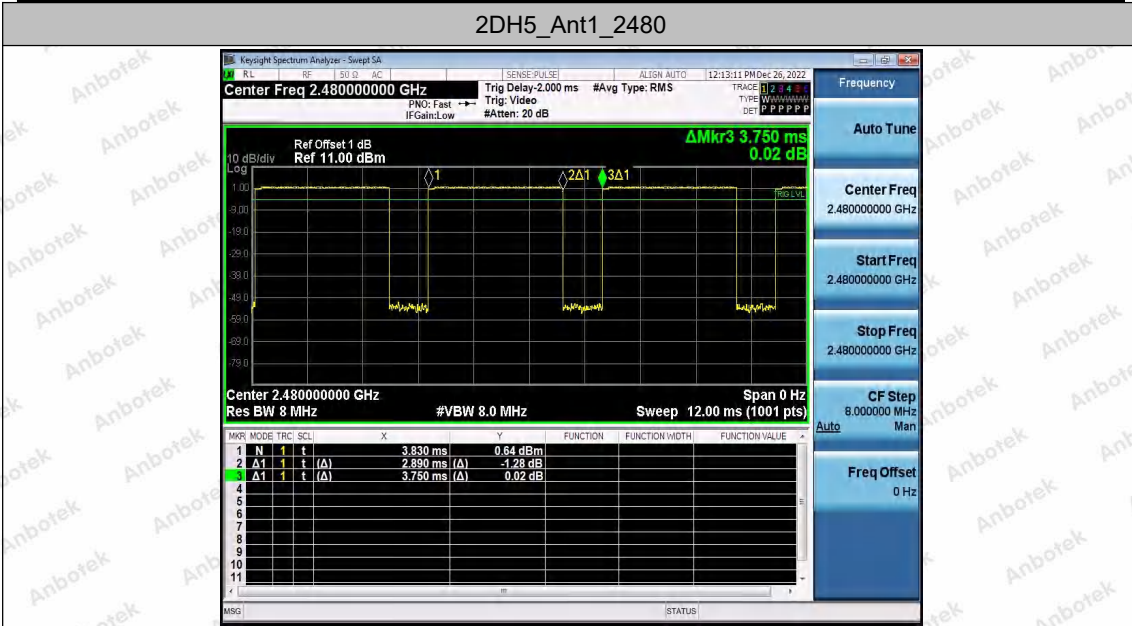 2DH5_Ant1_2480
Keysight Spectrum Analyzer - Swept SA
RL RF 50 Ω AC SENSE:PULSE ALIGN AUTO 12:13:11 PM Dec 26, 2022
Center Freq 2.480000000 GHz
PNO: Fast
IFGain:Low
Trig Delay-2.000 ms
Trig: Video
#Atten: 20 dB
#Avg Type: RMS
TRACE 1 2 3 4 5 6
TYPE WWWWWW
DET P P P P P P
Frequency
Auto Tune
Center Freq
2.480000000 GHz
Start Freq
2.480000000 GHz
Stop Freq
2.480000000 GHz
CF Step
8.000000 MHz
Auto Man
Freq Offset
0 Hz
ΔMkr3 3.750 ms
0.02 dB
Ref Offset 1 dB
10 dB/div Ref 11.00 dBm
Log
1 2Δ1 3Δ1
1.00
TRIG LVL
-9.00
-19.0
-29.0
-39.0
-49.0
-59.0
-69.0
-79.0
Center 2.480000000 GHz Span 0 Hz
Res BW 8 MHz #VBW 8.0 MHz Sweep 12.00 ms (1001 pts)
MKR MODE TRC SCL X Y FUNCTION FUNCTION WIDTH FUNCTION VALUE
1 N 1 t 3.830 ms 0.64 dBm
2 Δ1 1 t (Δ) 2.890 ms (Δ) -1.28 dB
3 Δ1 1 t (Δ) 3.750 ms (Δ) 0.02 dB
4
5
6
7
8
9
10
11
MSG STATUS
Anbotek